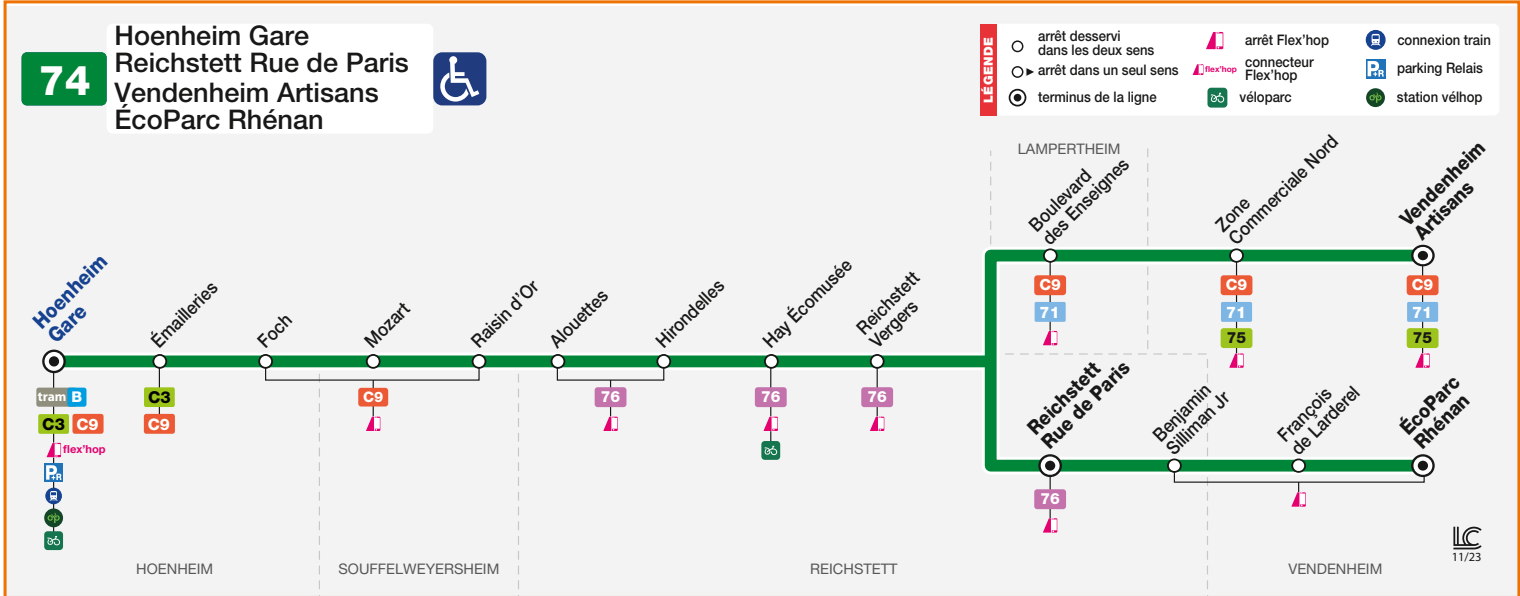 74
Hoenheim Gare
Reichstett Rue de Paris
Vendenheim Artisans
ÉcoParc Rhénan
LÉGENDE
arrêt desservi
dans les deux sens
arrêt dans un seul sens
terminus de la ligne
arrêt Flex'hop
flex'hop
connecteur
Flex'hop
véloparc
connexion train
P+R
parking Relais
station vélhop
LAMPERTHEIM
Boulevard
des Enseignes
Zone
Commerciale Nord
Vendenheim
Artisans
C9
71
C9
71
75
C9
71
75
Hoenheim
Gare
Émailleries
Foch
Mozart
Raisin d'Or
Alouettes
Hirondelles
Hay Écomusée
Reichstett
Vergers
tram B
C3 C9
flex'hop
P+R
C3
C9
C9
76
76
76
Reichstett
Rue de Paris
Benjamin
Silliman Jr
François
de Larderel
ÉcoParc
Rhénan
76
HOENHEIM
SOUFFELWEYERSHEIM
REICHSTETT
VENDENHEIM
LC
11/23